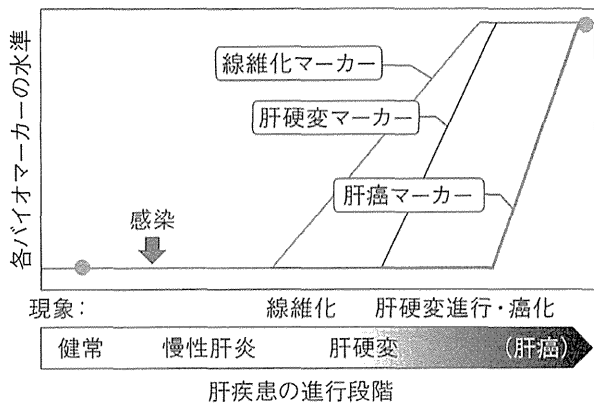 各バイオマーカーの水準
線維化マーカー
肝硬変マーカー
肝癌マーカー
感染
現象: 線維化 肝硬変進行・癌化
健常 慢性肝炎 肝硬変 (肝癌)
肝疾患の進行段階